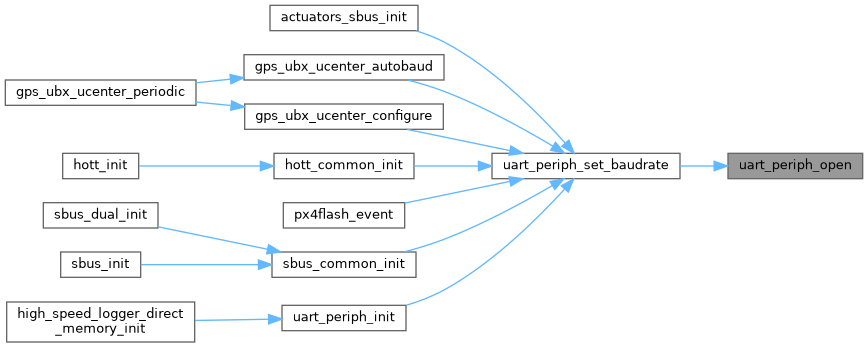 actuators_sbus_init
gps_ubx_ucenter_autobaud
gps_ubx_ucenter_periodic
gps_ubx_ucenter_configure
hott_init
hott_common_init
uart_periph_set_baudrate
uart_periph_open
sbus_dual_init
px4flash_event
sbus_init
sbus_common_init
high_speed_logger_direct
_memory_init
uart_periph_init